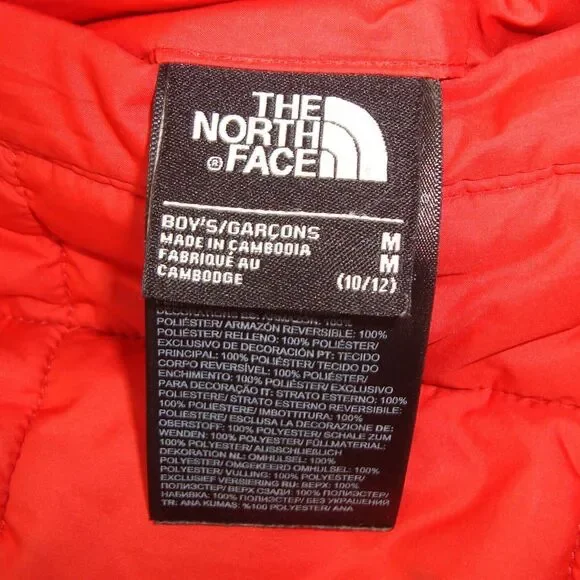 THE
NORTH
FACE
®
BOY'S/GARÇONS M
MADE IN CAMBODIA M
FABRIQUÉ AU (10/12)
CAMBODGE
DECORATIONS DE ARMAZON: 100%
POLIÉSTER/ ARMAZÓN REVERSIBLE: 100%
POLIÉSTER/ RELLENO: 100% POLIÉSTER/
EXCLUSIVO DE DECORACIÓN PT: TECIDO
PRINCIPAL: 100% POLIÉSTER/ TECIDO DO
CORPO REVERSÍVEL: 100% POLIÉSTER/
ENCHIMENTO: 100% POLIÉSTER/ EXCLUSIVO
PARA DECORAÇÃO IT: STRATO ESTERNO: 100%
POLIESTERE/ STRATO ESTERNO REVERSIBILE:
100% POLIESTERE/ IMBOTTITURA: 100%
POLIESTERE/ ESCLUSA LA DECORAZIONE DE:
OBERSTOFF: 100% POLYESTER/ SCHALE ZUM
WENDEN: 100% POLYESTER/ FÜLLMATERIAL:
100% POLYESTER/ AUSSCHLIEßLICH
DEKORATION NL: OMHULSEL: 100%
POLYESTER/ OMGEKEERD OMHULSEL: 100%
POLYESTER/ VULLING: 100% POLYESTER/
EXCLUSIEF VERSIERING RU: ВЕРХ: 100%
ПОЛИЭСТЕР/ ВЕРХ СЗАДИ: 100% ПОЛИЭСТЕР/
НАБИВКА: 100% ПОЛИЭСТЕР/ БЕЗ УКРАШЕНИЙ
TR: ANA KUMAŞ: %100 POLYESTER/ ANA